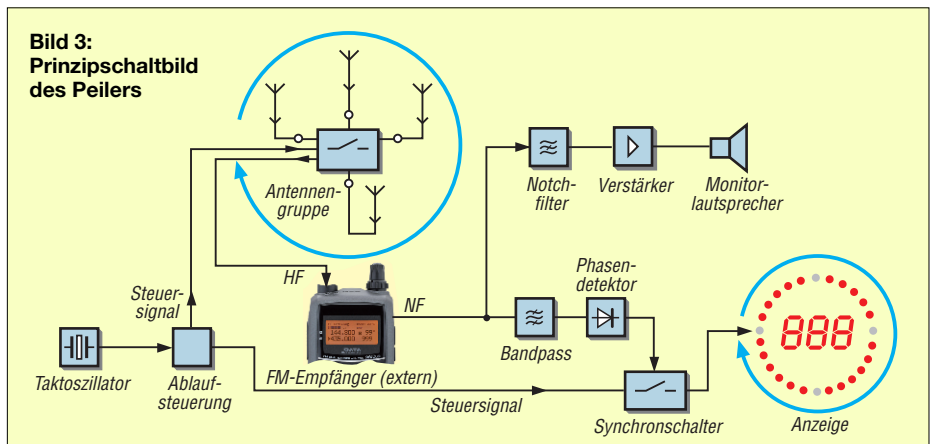 Bild 3:
Prinzipschaltbild
des Peilers
Antennen-
gruppe
Notch-
filter
Verstärker
Monitor-
lautsprecher
HF
Steuer-
signal
NF
Phasen-
detektor
Bandpass
888
Taktoszillator
Ablauf-
steuerung
FM-Empfänger (extern)
Steuersignal
Synchronschalter
Anzeige